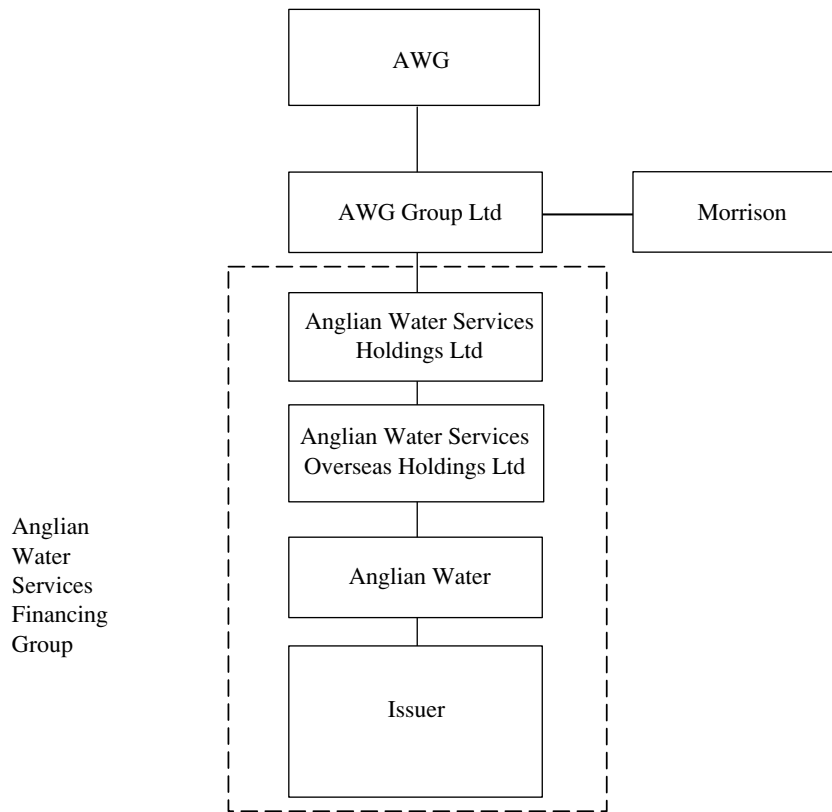 AWG
AWG Group Ltd
Morrison
Anglian Water Services
Holdings Ltd
Anglian Water Services
Overseas Holdings Ltd
Anglian
Water
Services
Financing
Group
Anglian Water
Issuer